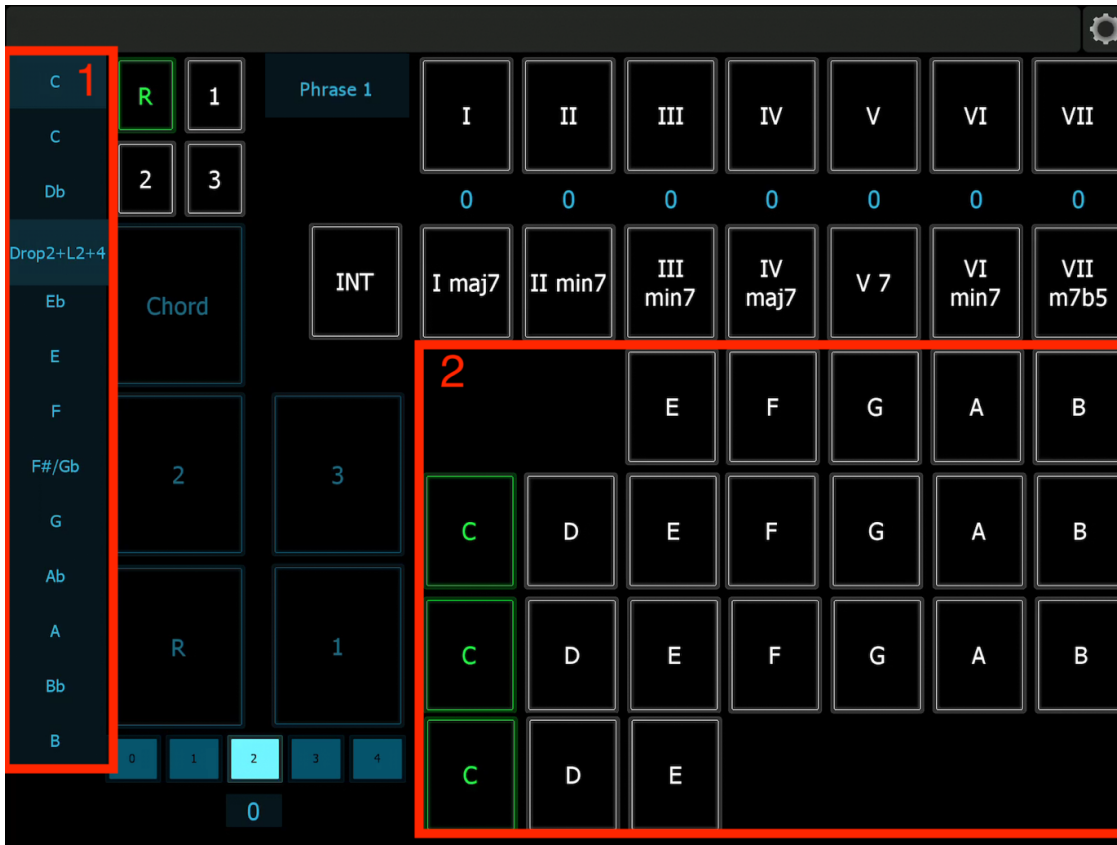 1
C
C
Db
Drop2+L2+4
Eb
E
F
F#/Gb
G
Ab
A
Bb
B
R 1
2 3
Phrase 1
Chord
INT
2 3
R 1
0 1 2 3 4
0
I II III IV V VI VII
0 0 0 0 0 0 0
I maj7 II min7 III min7 IV maj7 V 7 VI min7 VII m7b5
2
E F G A B
C D E F G A B
C D E F G A B
C D E